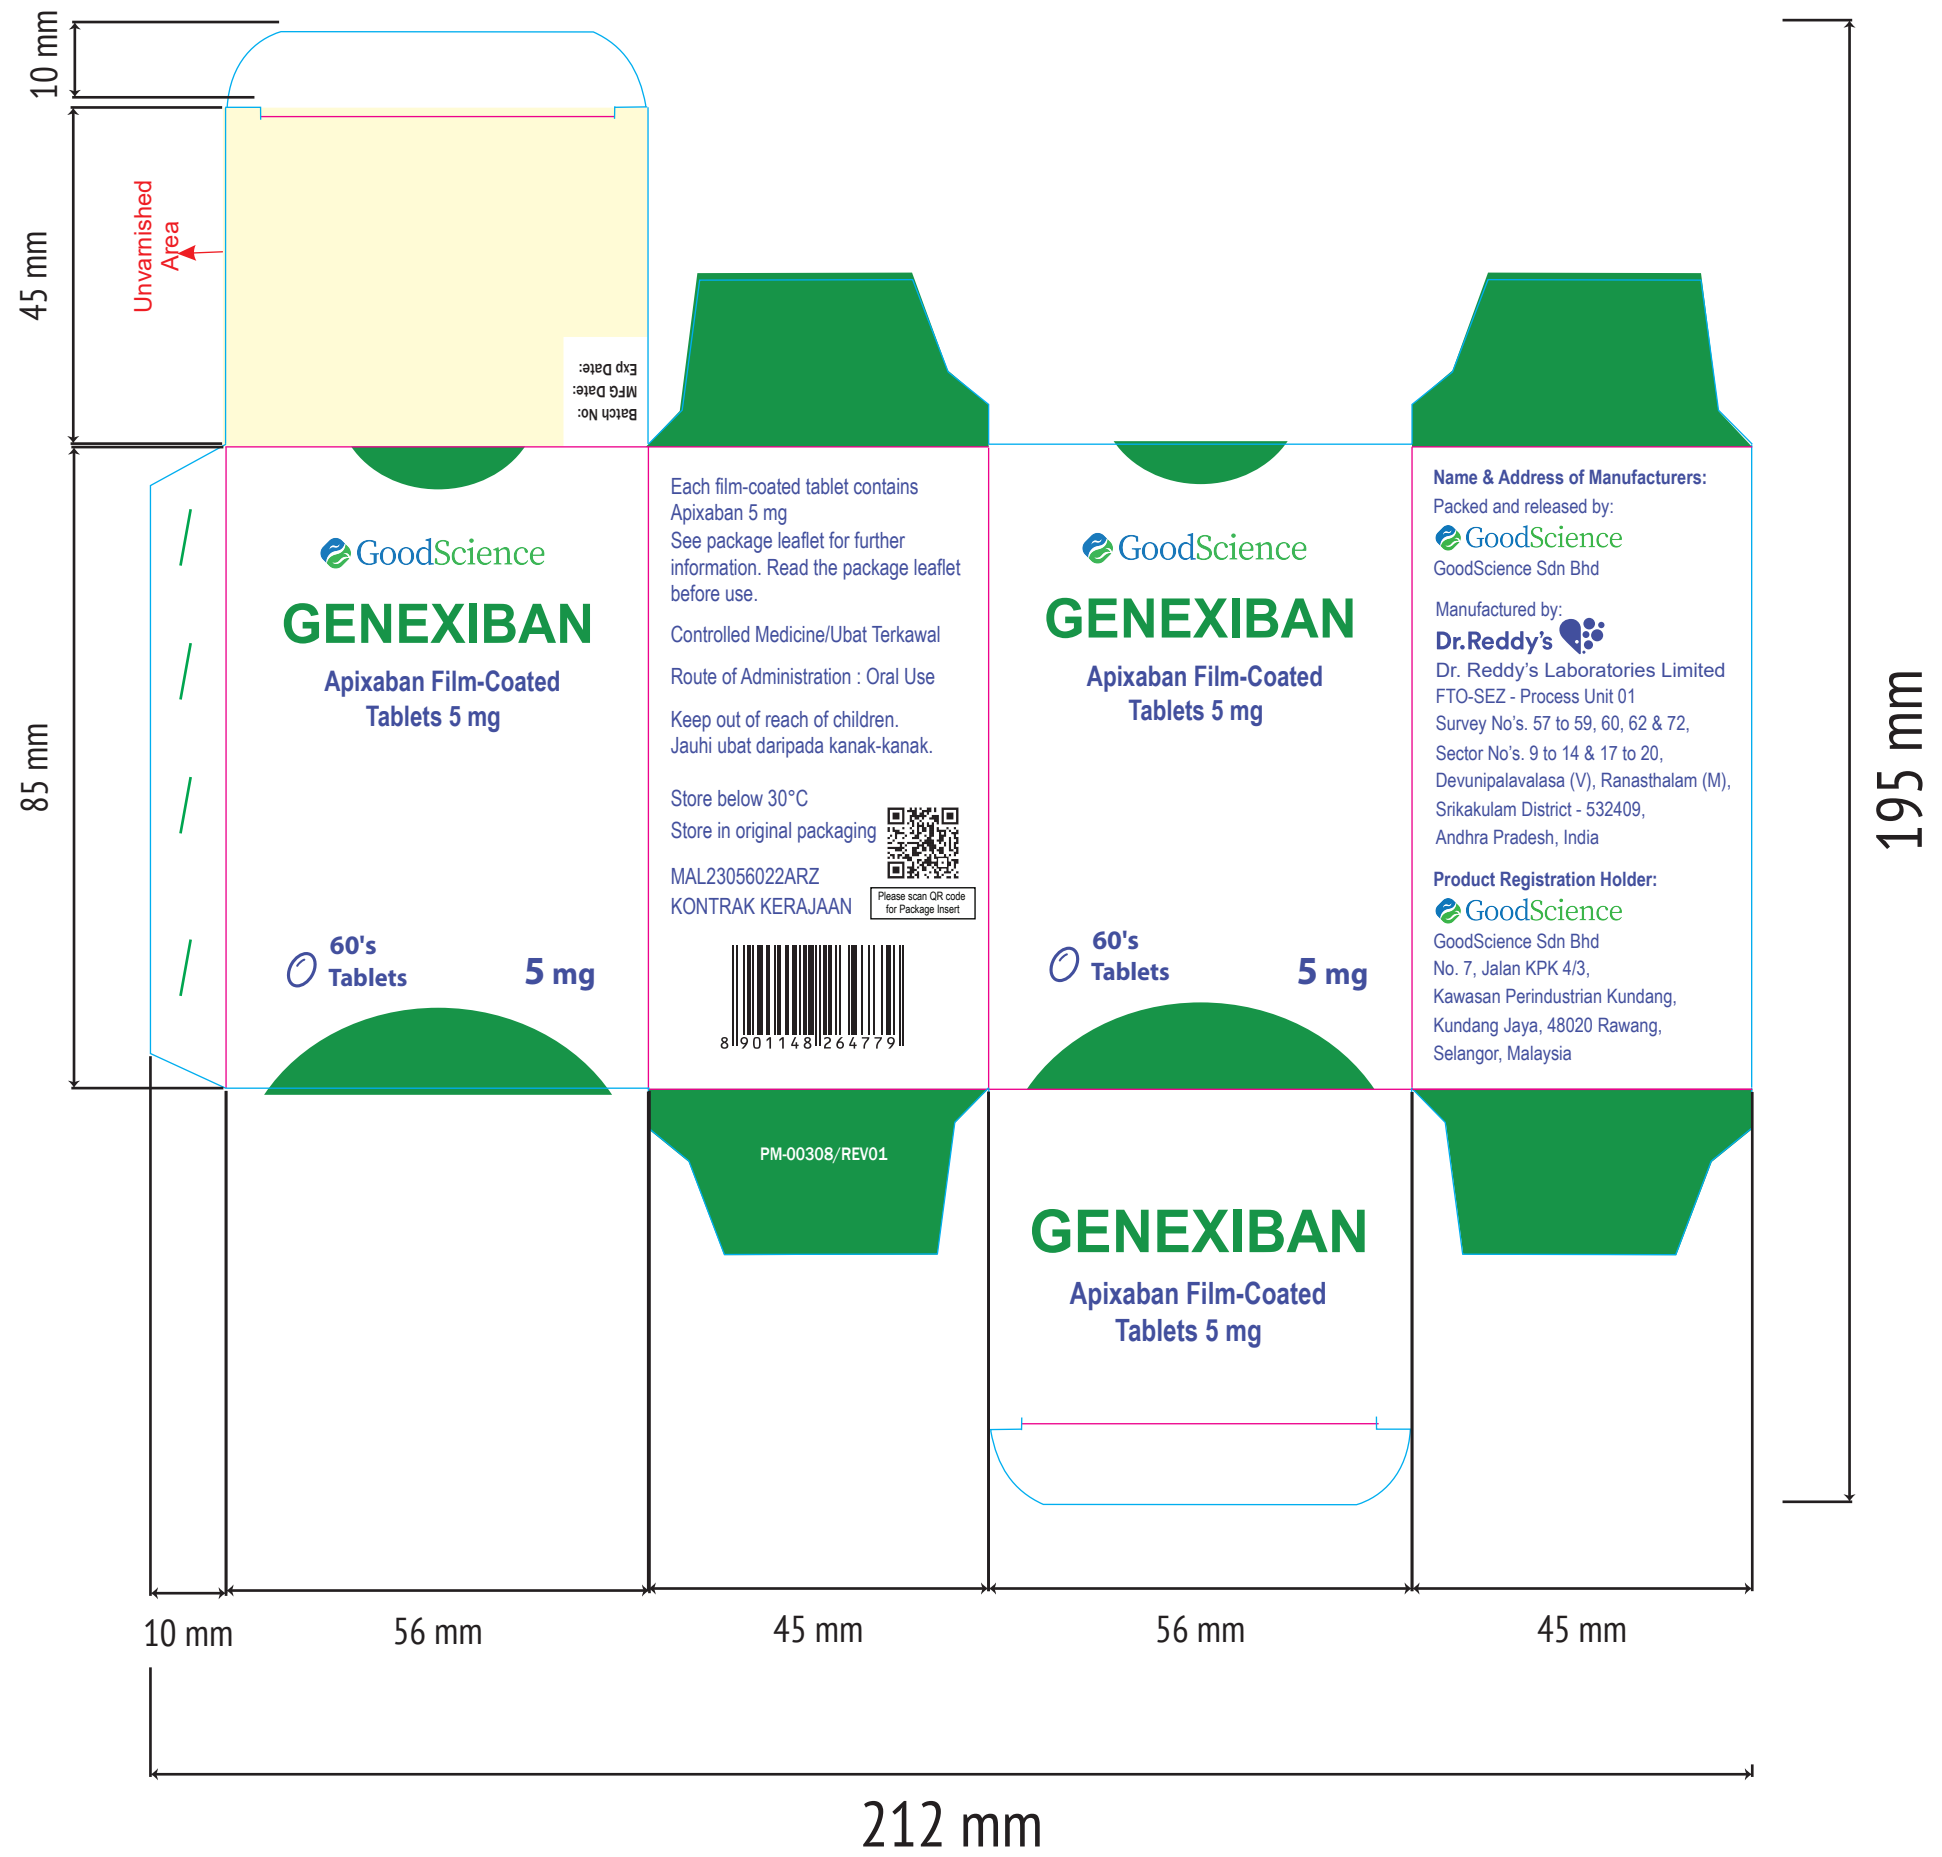 10 mm
45 mm
85 mm
Unvarnished
Area
Batch No:
MFG Date:
Exp Date:
GoodScience
GENEXIBAN
Apixaban Film-Coated
Tablets 5 mg
60's
Tablets
5 mg
Each film-coated tablet contains
Apixaban 5 mg
See package leaflet for further
information. Read the package leaflet
before use.
Controlled Medicine/Ubat Terkawal
Route of Administration : Oral Use
Keep out of reach of children.
Jauhi ubat daripada kanak-kanak.
Store below 30°C
Store in original packaging
MAL23056022ARZ
KONTRAK KERAJAAN
Please scan QR code
for Package Insert
8 901148 264779
PM-00308/REV01
GoodScience
GENEXIBAN
Apixaban Film-Coated
Tablets 5 mg
60's
Tablets
5 mg
GENEXIBAN
Apixaban Film-Coated
Tablets 5 mg
Name & Address of Manufacturers:
Packed and released by:
GoodScience
GoodScience Sdn Bhd
Manufactured by:
Dr.Reddy's
Dr. Reddy's Laboratories Limited
FTO-SEZ - Process Unit 01
Survey No's. 57 to 59, 60, 62 & 72,
Sector No's. 9 to 14 & 17 to 20,
Devunipalavalasa (V), Ranasthalam (M),
Srikakulam District - 532409,
Andhra Pradesh, India
Product Registration Holder:
GoodScience
GoodScience Sdn Bhd
No. 7, Jalan KPK 4/3,
Kawasan Perindustrian Kundang,
Kundang Jaya, 48020 Rawang,
Selangor, Malaysia
195 mm
10 mm
56 mm
45 mm
56 mm
45 mm
212 mm